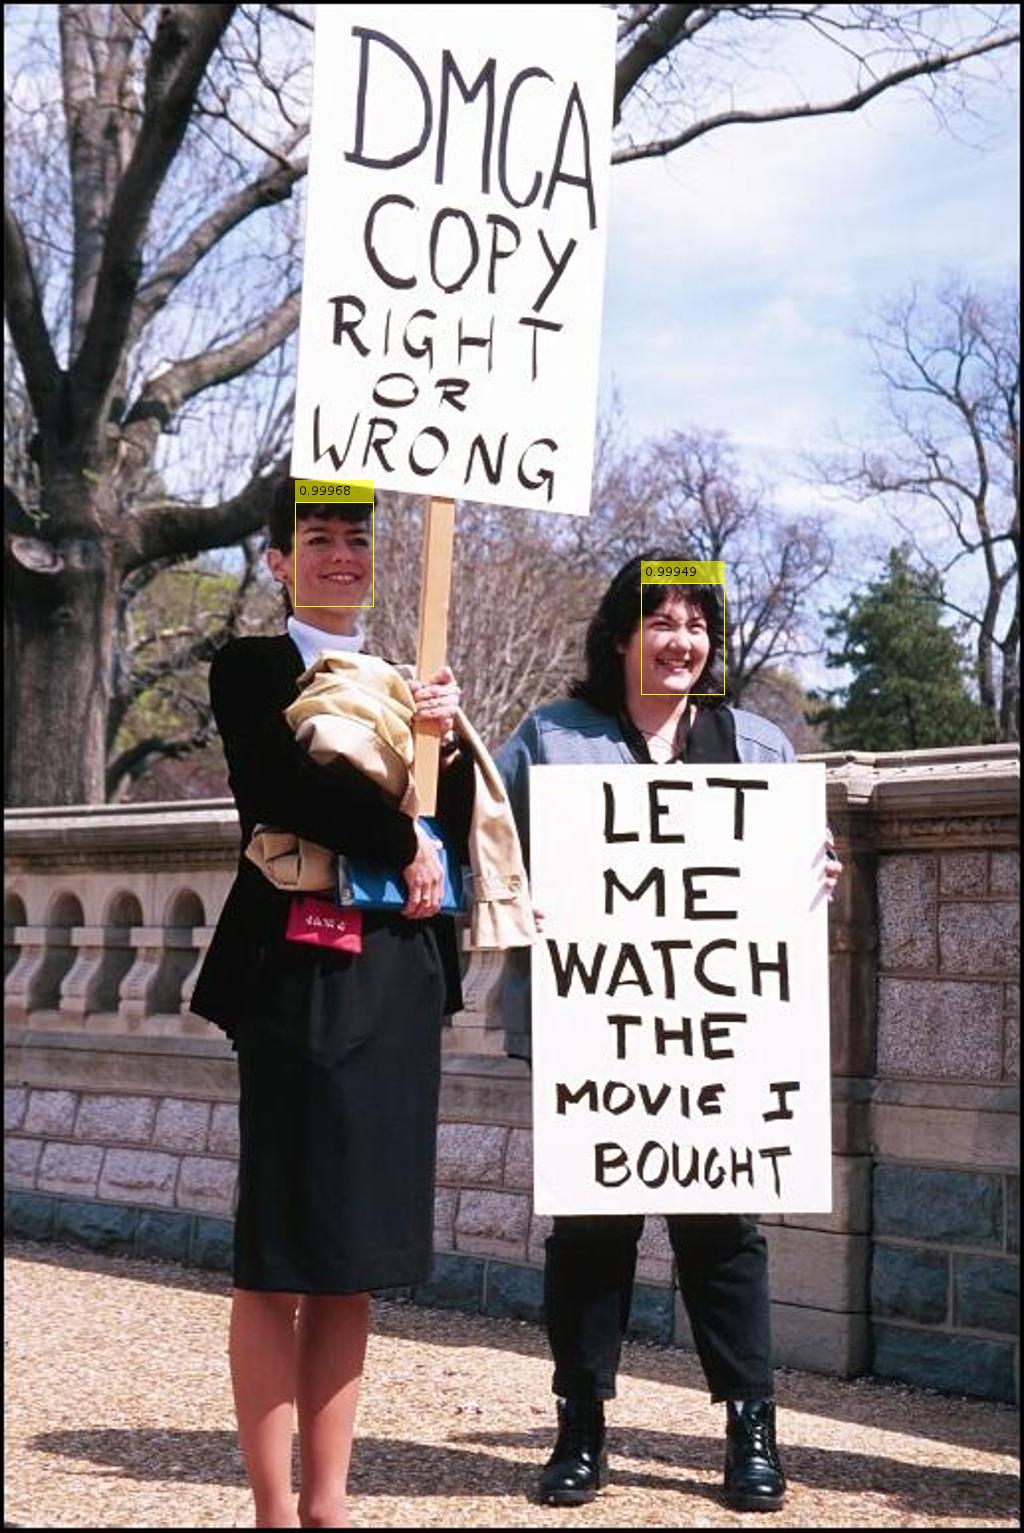 DMCA
COPY
RIGHT
OR
WRONG
0.99968
0.99949
LET
ME
WATCH
THE
MOVIE I
BOUGHT